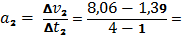 a₂ = Δv₂/Δt₂ = 8,06 − 1,39/4 − 1 =